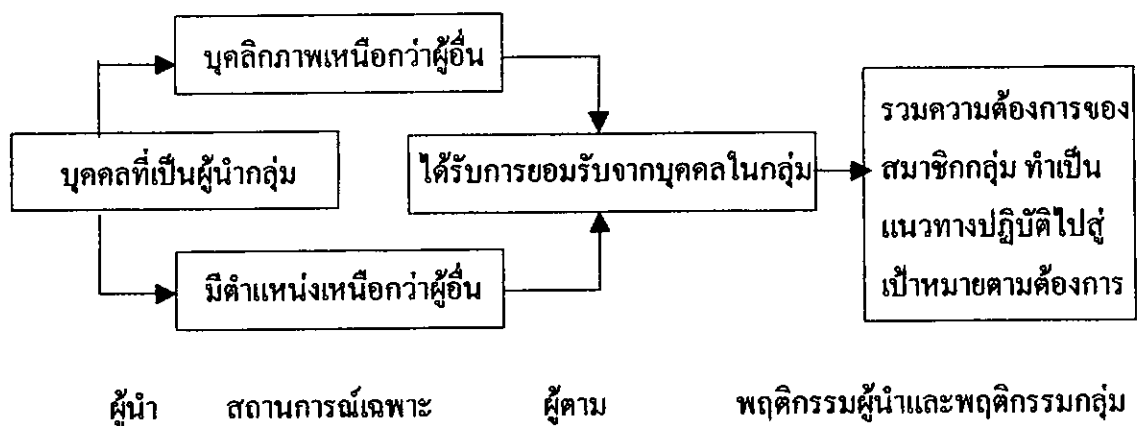 บุคลิกภาพเหนือกว่าผู้อื่น
บุคคลที่เป็นผู้นำกลุ่ม
ได้รับการยอมรับจากบุคคลในกลุ่ม
มีตำแหน่งเหนือกว่าผู้อื่น
รวมความต้องการของ
สมาชิกกลุ่ม ทำเป็น
แนวทางปฏิบัติไปสู่
เป้าหมายตามต้องการ
ผู้นำ สถานการณ์เฉพาะ ผู้ตาม พฤติกรรมผู้นำและพฤติกรรมกลุ่ม